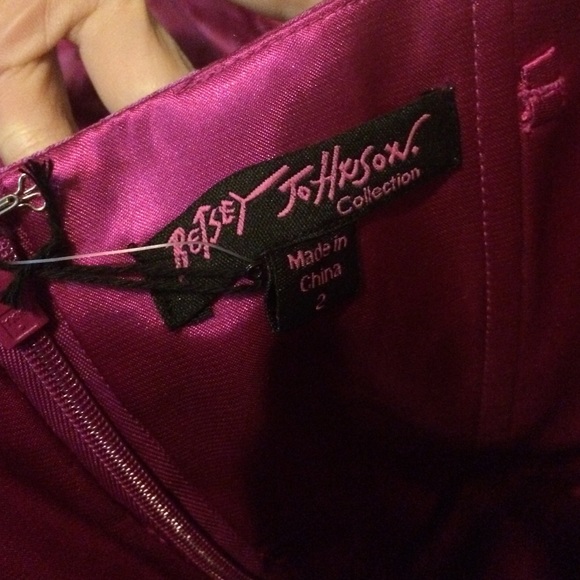 BETSEY JOHNSON.
Collection
Made in
China
2